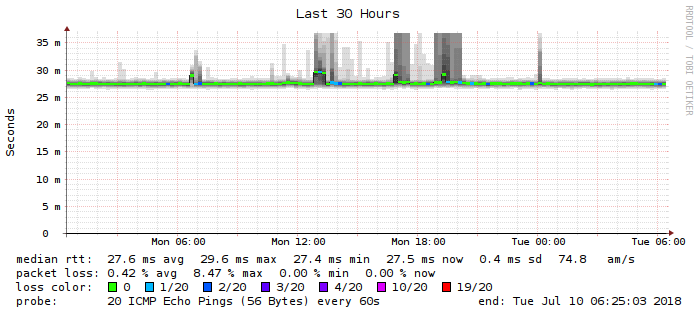 Last 30 Hours
RRDTOOL / TOBI OETIKER
Seconds
35 m
30 m
25 m
20 m
15 m
10 m
5 m
0
Mon 06:00 Mon 12:00 Mon 18:00 Tue 00:00 Tue 06:00
median rtt: 27.6 ms avg 29.6 ms max 27.4 ms min 27.5 ms now 0.4 ms sd 74.8 am/s
packet loss: 0.42 % avg 8.47 % max 0.00 % min 0.00 % now
loss color: 0 1/20 2/20 3/20 4/20 10/20 19/20
probe: 20 ICMP Echo Pings (56 Bytes) every 60s end: Tue Jul 10 06:25:03 2018